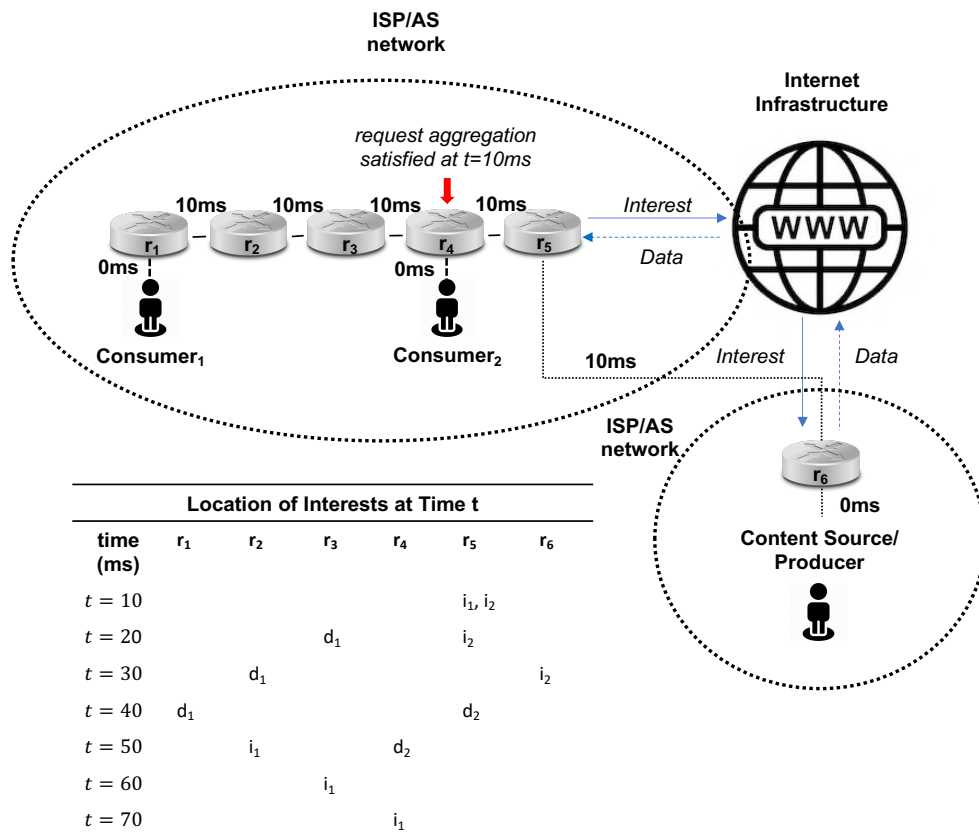 ISP/AS
network
Internet
Infrastructure
request aggregation
satisfied at t=10ms
10ms 10ms 10ms 10ms
Interest
WWW
r1 r2 r3 r4 r5
Data
0ms 0ms
Consumer1 Consumer2
10ms
Interest Data
ISP/AS
network
r6
0ms
Content Source/
Producer
Location of Interests at Time t
time r1 r2 r3 r4 r5 r6
(ms)
t = 10 i1, i2
t = 20 d1 i2
t = 30 d1 i2
t = 40 d1 d2
t = 50 i1 d2
t = 60 i1
t = 70 i1